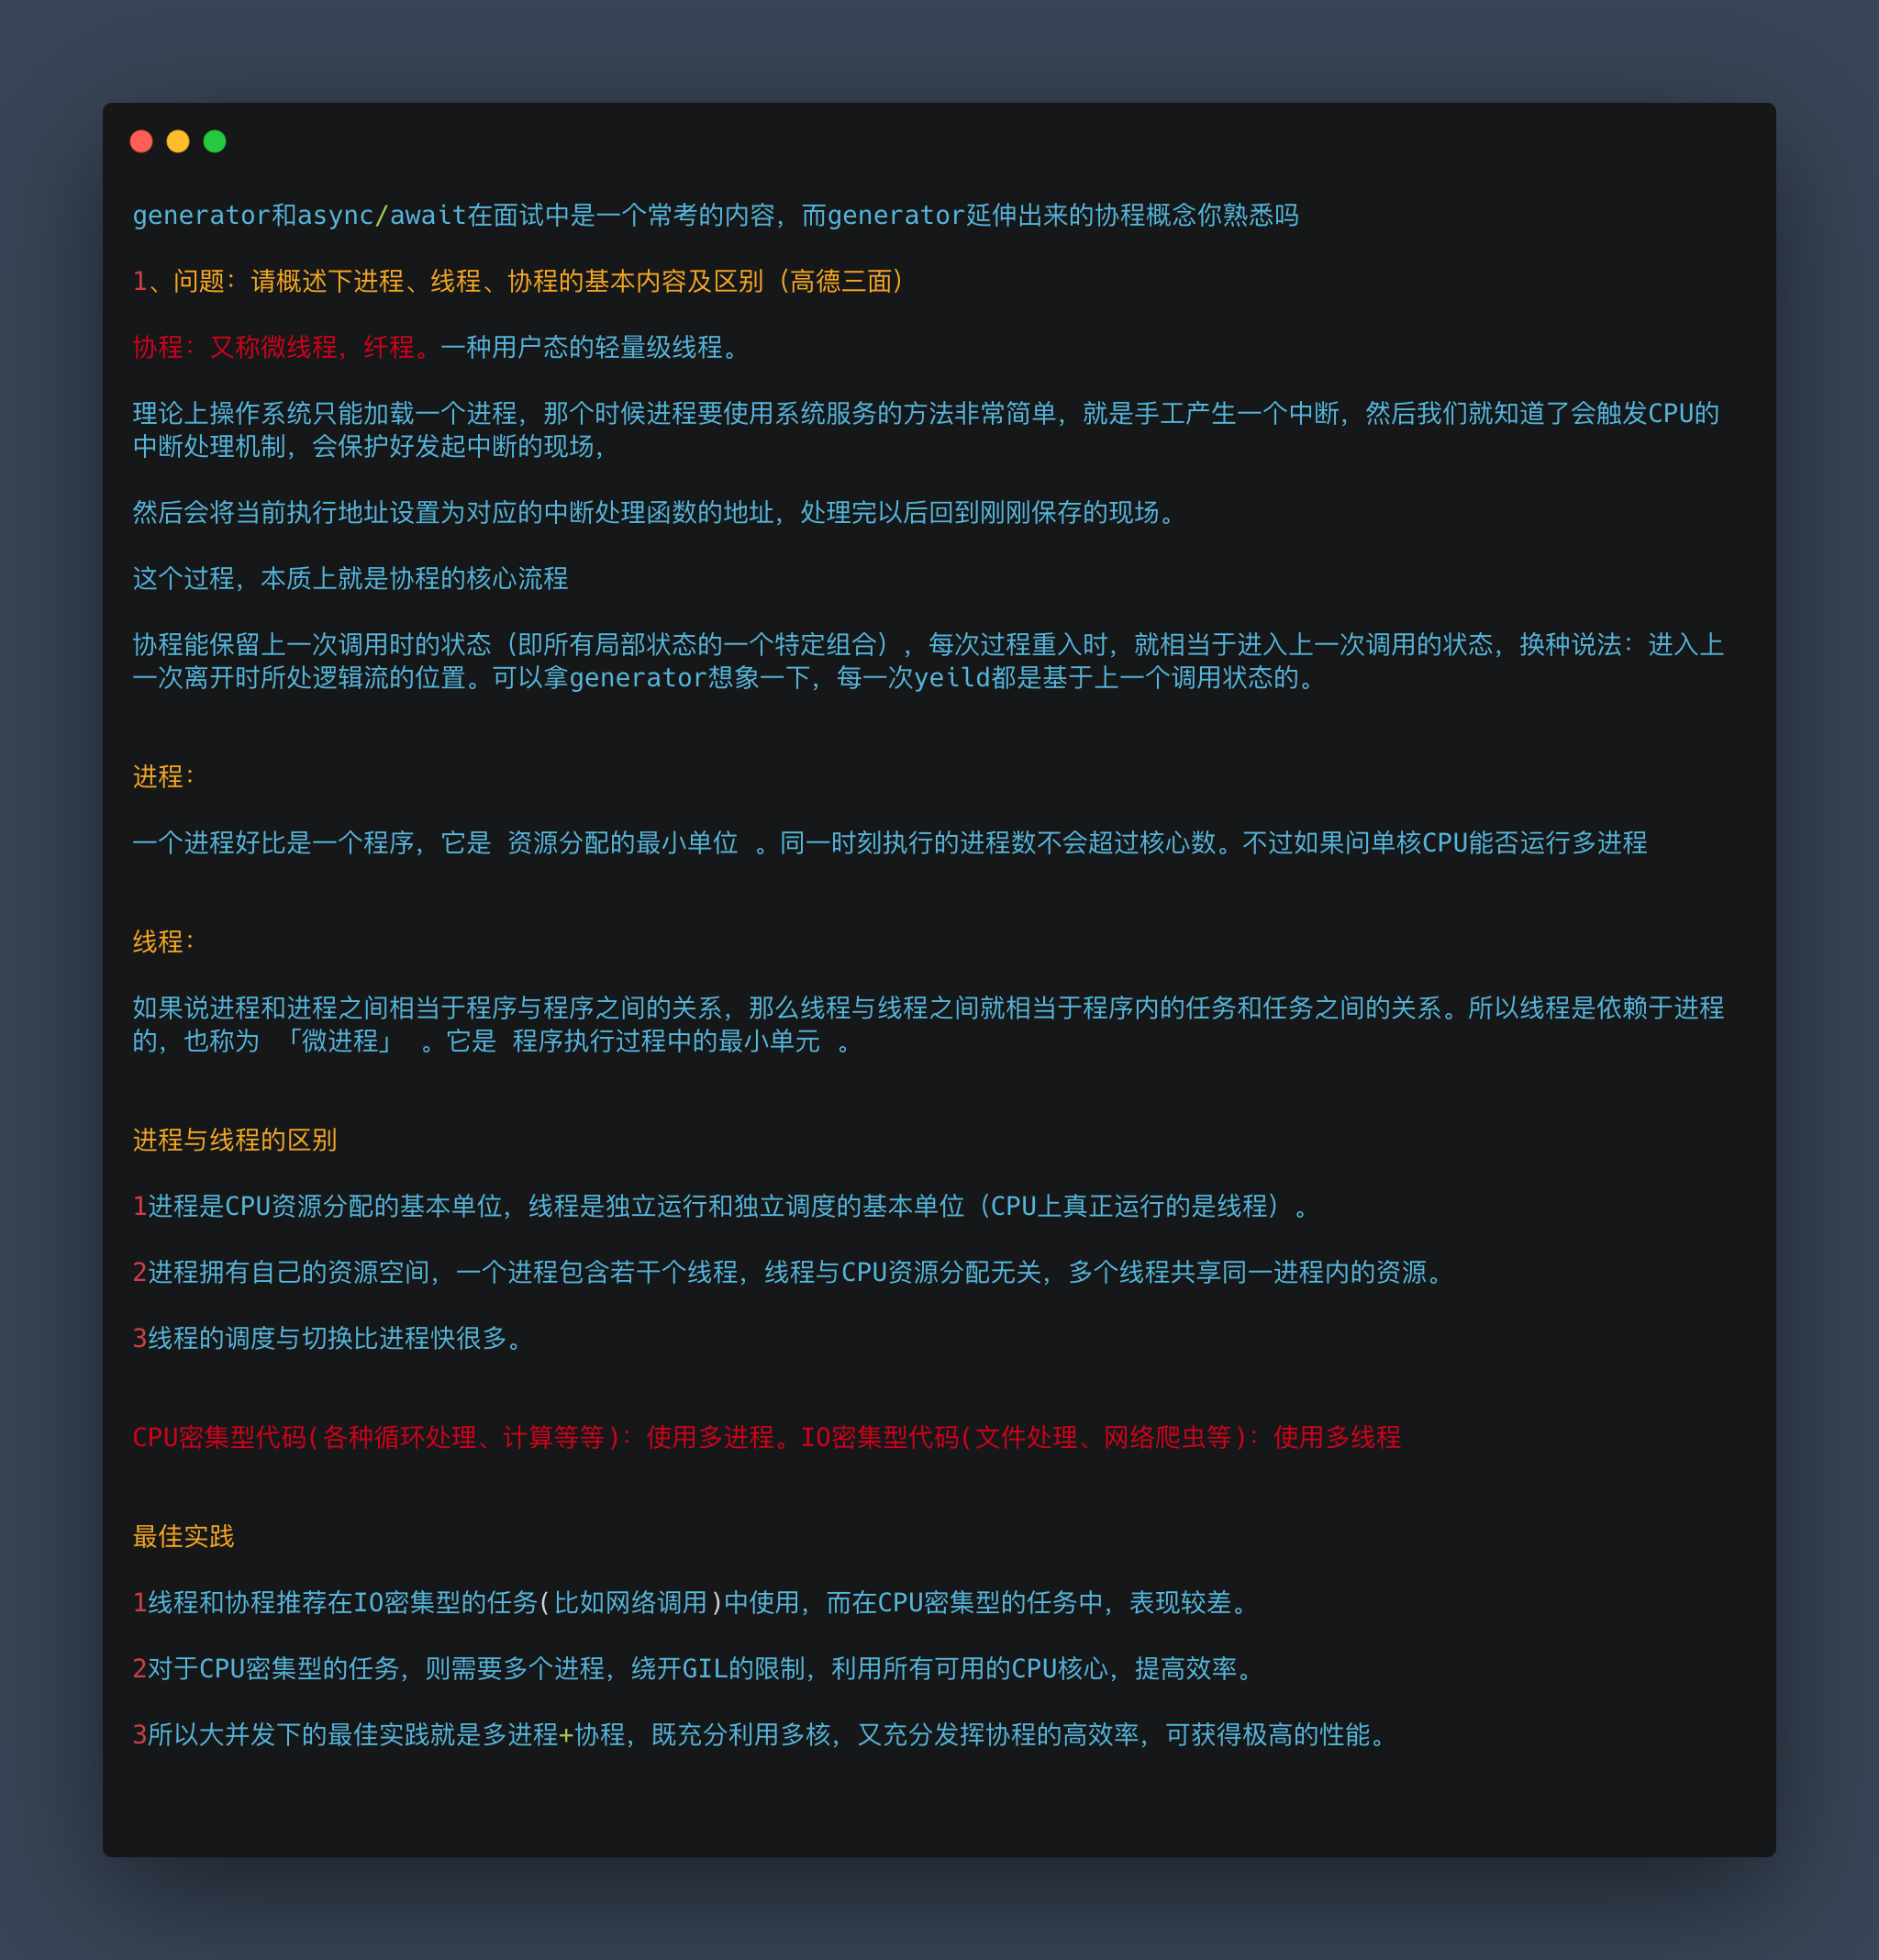 generator和async/await在面试中是一个常考的内容，而generator延伸出来的协程概念你熟悉吗
1、问题：请概述下进程、线程、协程的基本内容及区别（高德三面）
协程：又称微线程，纤程。一种用户态的轻量级线程。
理论上操作系统只能加载一个进程，那个时候进程要使用系统服务的方法非常简单，就是手工产生一个中断，然后我们就知道了会触发CPU的
中断处理机制，会保护好发起中断的现场，
然后会将当前执行地址设置为对应的中断处理函数的地址，处理完以后回到刚刚保存的现场。
这个过程，本质上就是协程的核心流程
协程能保留上一次调用时的状态（即所有局部状态的一个特定组合），每次过程重入时，就相当于进入上一次调用的状态，换种说法：进入上
一次离开时所处逻辑流的位置。可以拿generator想象一下，每一次yeild都是基于上一个调用状态的。
进程：
一个进程好比是一个程序，它是 资源分配的最小单位 。同一时刻执行的进程数不会超过核心数。不过如果问单核CPU能否运行多进程
线程：
如果说进程和进程之间相当于程序与程序之间的关系，那么线程与线程之间就相当于程序内的任务和任务之间的关系。所以线程是依赖于进程
的，也称为 「微进程」 。它是 程序执行过程中的最小单元 。
进程与线程的区别
1进程是CPU资源分配的基本单位，线程是独立运行和独立调度的基本单位（CPU上真正运行的是线程）。
2进程拥有自己的资源空间，一个进程包含若干个线程，线程与CPU资源分配无关，多个线程共享同一进程内的资源。
3线程的调度与切换比进程快很多。
CPU密集型代码(各种循环处理、计算等等)：使用多进程。IO密集型代码(文件处理、网络爬虫等)：使用多线程
最佳实践
1线程和协程推荐在IO密集型的任务(比如网络调用)中使用，而在CPU密集型的任务中，表现较差。
2对于CPU密集型的任务，则需要多个进程，绕开GIL的限制，利用所有可用的CPU核心，提高效率。
3所以大并发下的最佳实践就是多进程+协程，既充分利用多核，又充分发挥协程的高效率，可获得极高的性能。